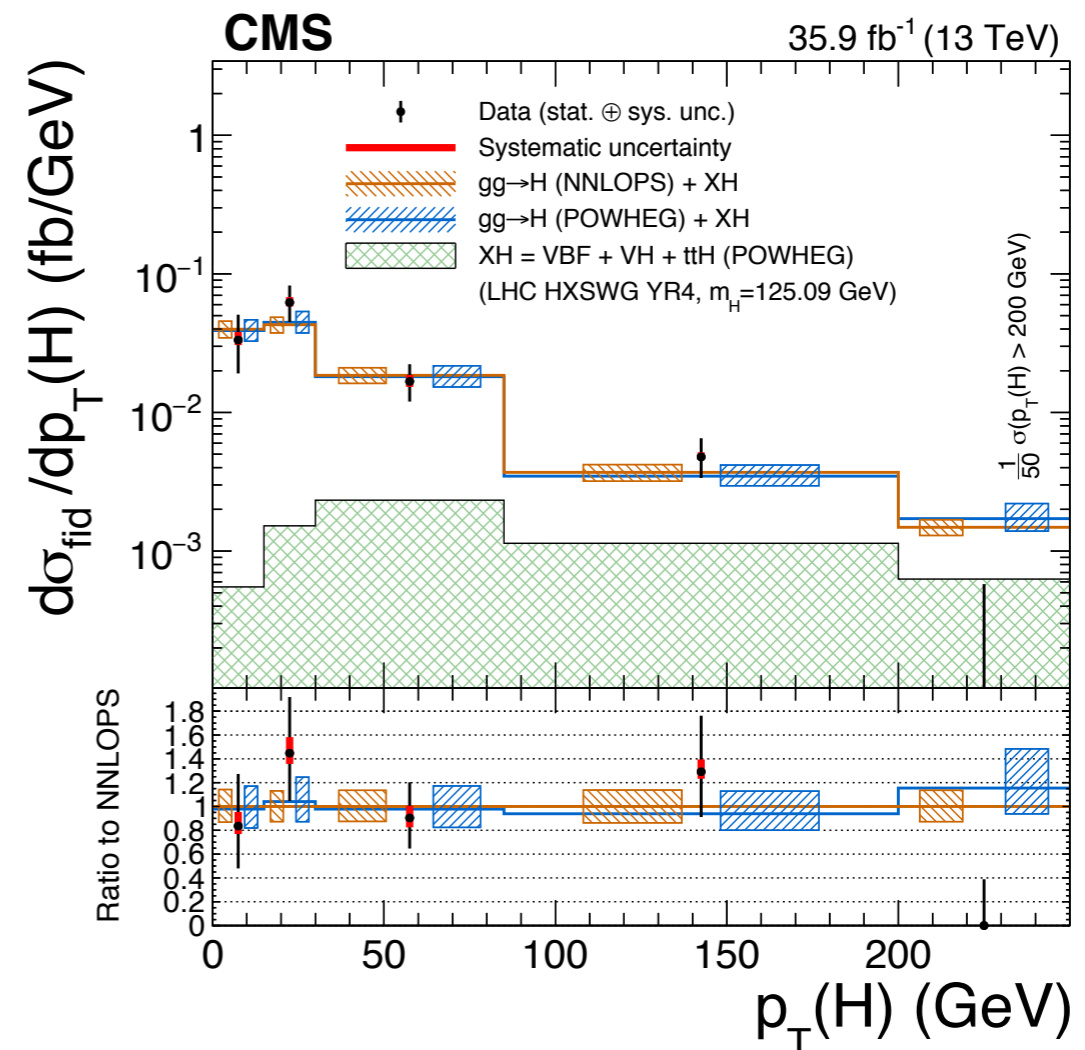 CMS 35.9 fb⁻¹ (13 TeV)
dσ_fid /dp_T(H) (fb/GeV)
Data (stat. ⊕ sys. unc.)
Systematic uncertainty
gg→H (NNLOPS) + XH
gg→H (POWHEG) + XH
XH = VBF + VH + ttH (POWHEG)
(LHC HXSWG YR4, m_H=125.09 GeV)
1/50 σ(p_T(H) > 200 GeV)
1
10⁻¹
10⁻²
10⁻³
Ratio to NNLOPS
1.8
1.6
1.4
1.2
1
0.8
0.6
0.4
0.2
0
0 50 100 150 200
p_T(H) (GeV)